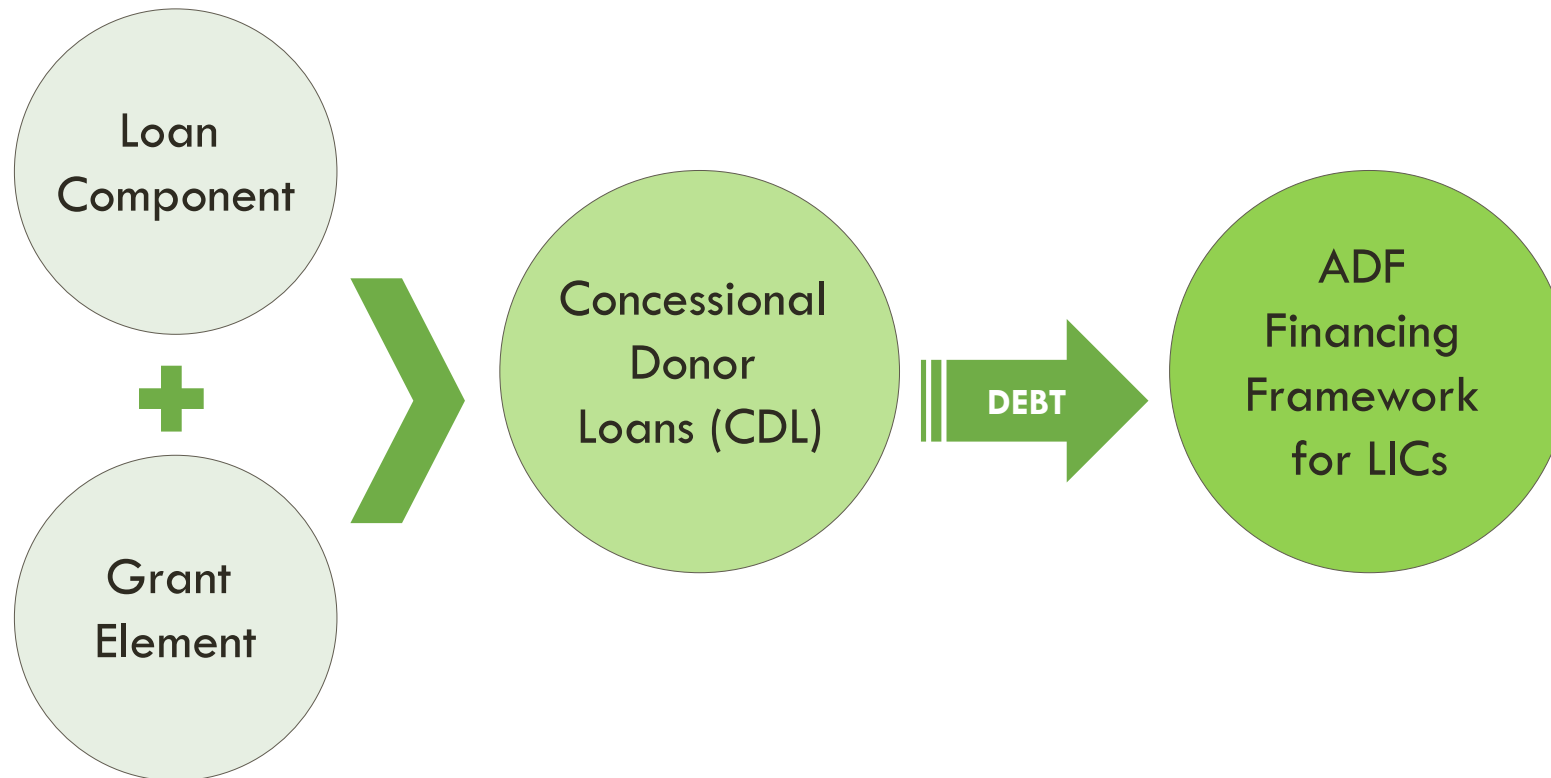 Loan
Component
Grant
Element
Concessional
Donor
Loans (CDL)
DEBT
ADF
Financing
Framework
for LICs